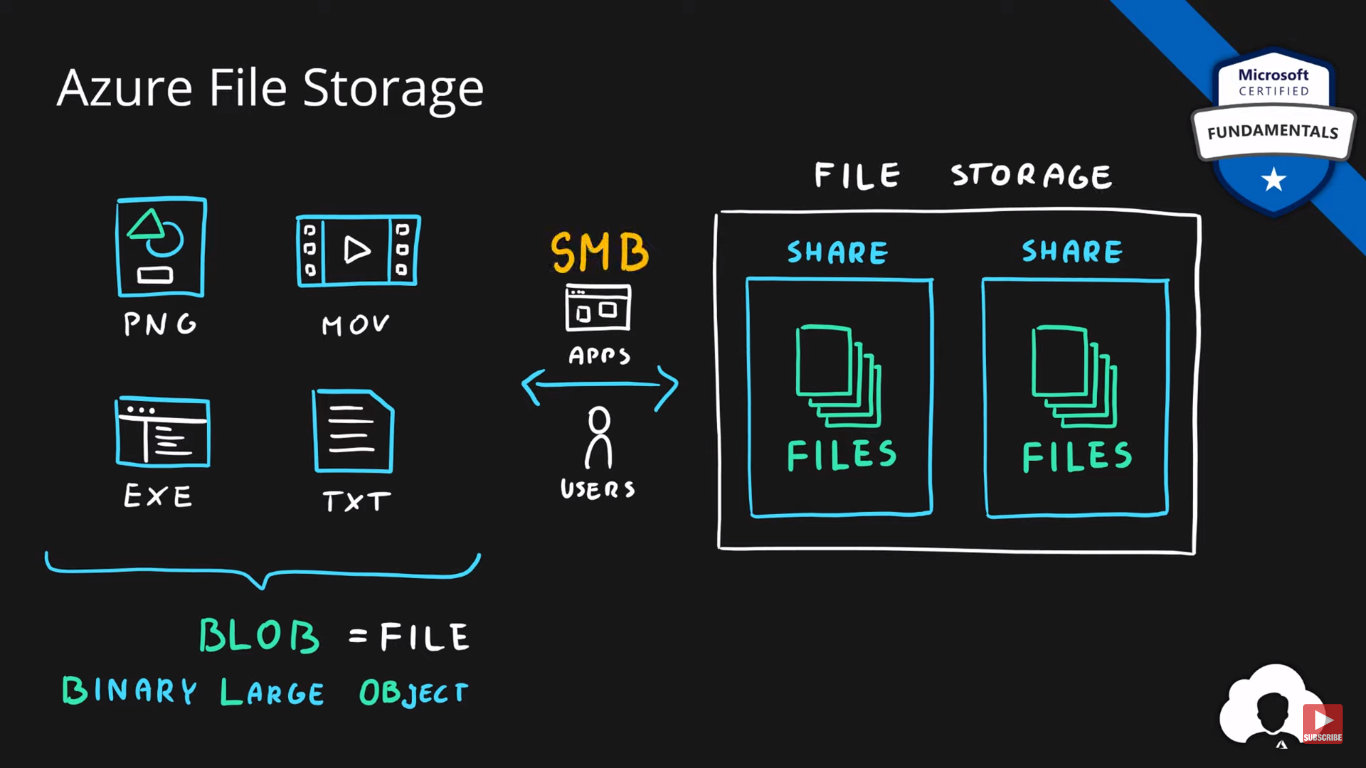 Azure File Storage
Microsoft
CERTIFIED
FUNDAMENTALS
PNG
MOV
EXE
TXT
BLOB = FILE
BINARY LARGE OBJECT
SMB
APPS
USERS
FILE STORAGE
SHARE
FILES
SHARE
FILES
SUBSCRIBE